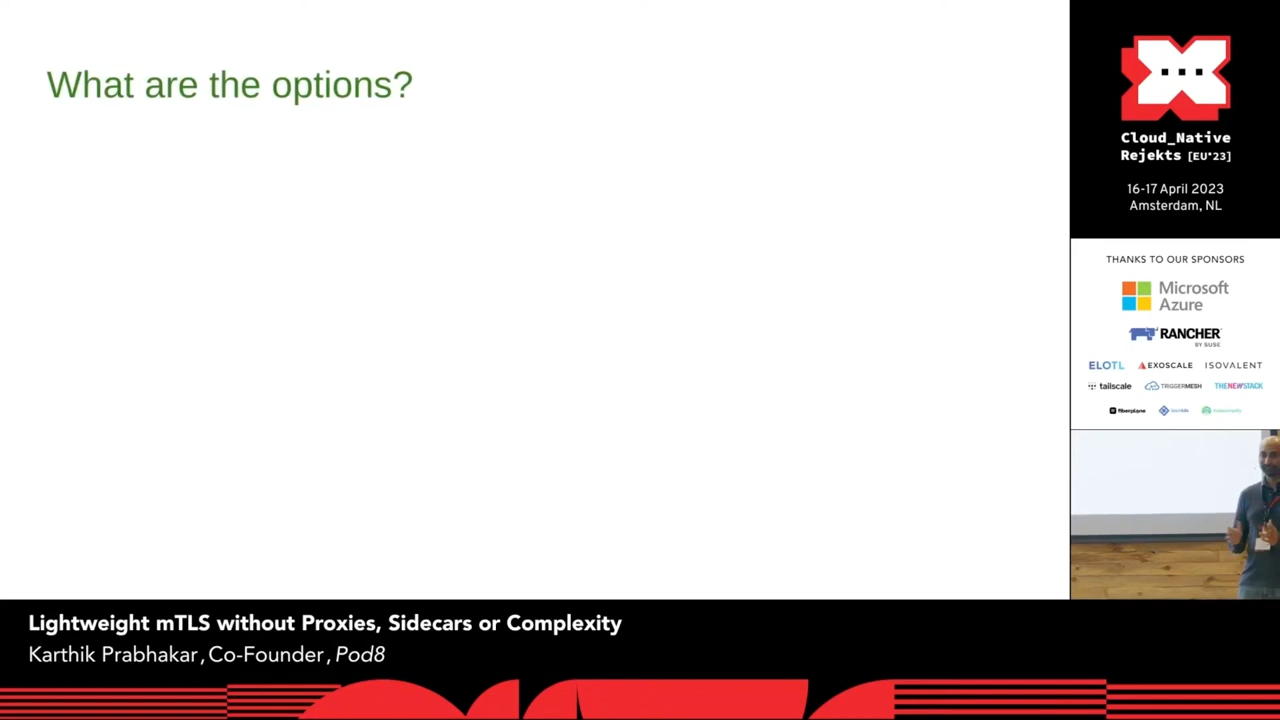 What are the options?
Cloud_Native
Rejekts [EU*23]
16-17 April 2023
Amsterdam, NL
THANKS TO OUR SPONSORS
Microsoft
Azure
RANCHER
BY SUSE
ELOTL EXOSCALE ISOVALENT
tailscale TRIGGERMESH THENEWSTACK
fiberplane
Lightweight mTLS without Proxies, Sidecars or Complexity
Karthik Prabhakar, Co-Founder, Pod8